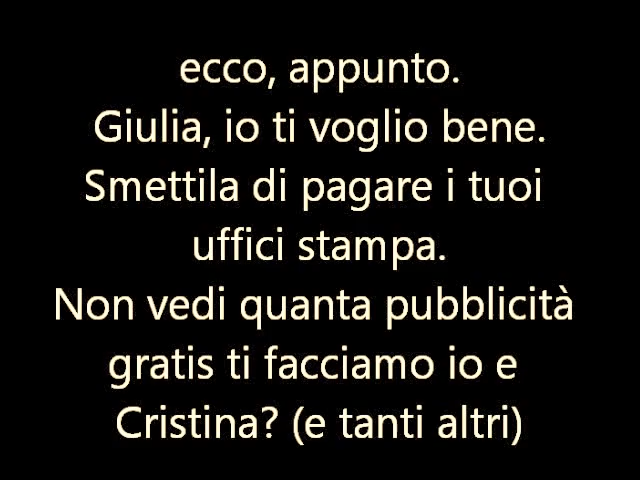 ecco, appunto.
Giulia, io ti voglio bene.
Smettila di pagare i tuoi
uffici stampa.
Non vedi quanta pubblicità
gratis ti facciamo io e
Cristina? (e tanti altri)